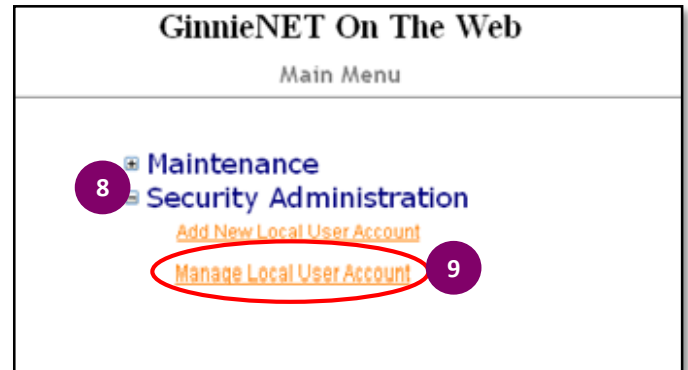 GinnieNET On The Web
Main Menu
Maintenance
8 Security Administration
Add New Local User Account
Manage Local User Account 9